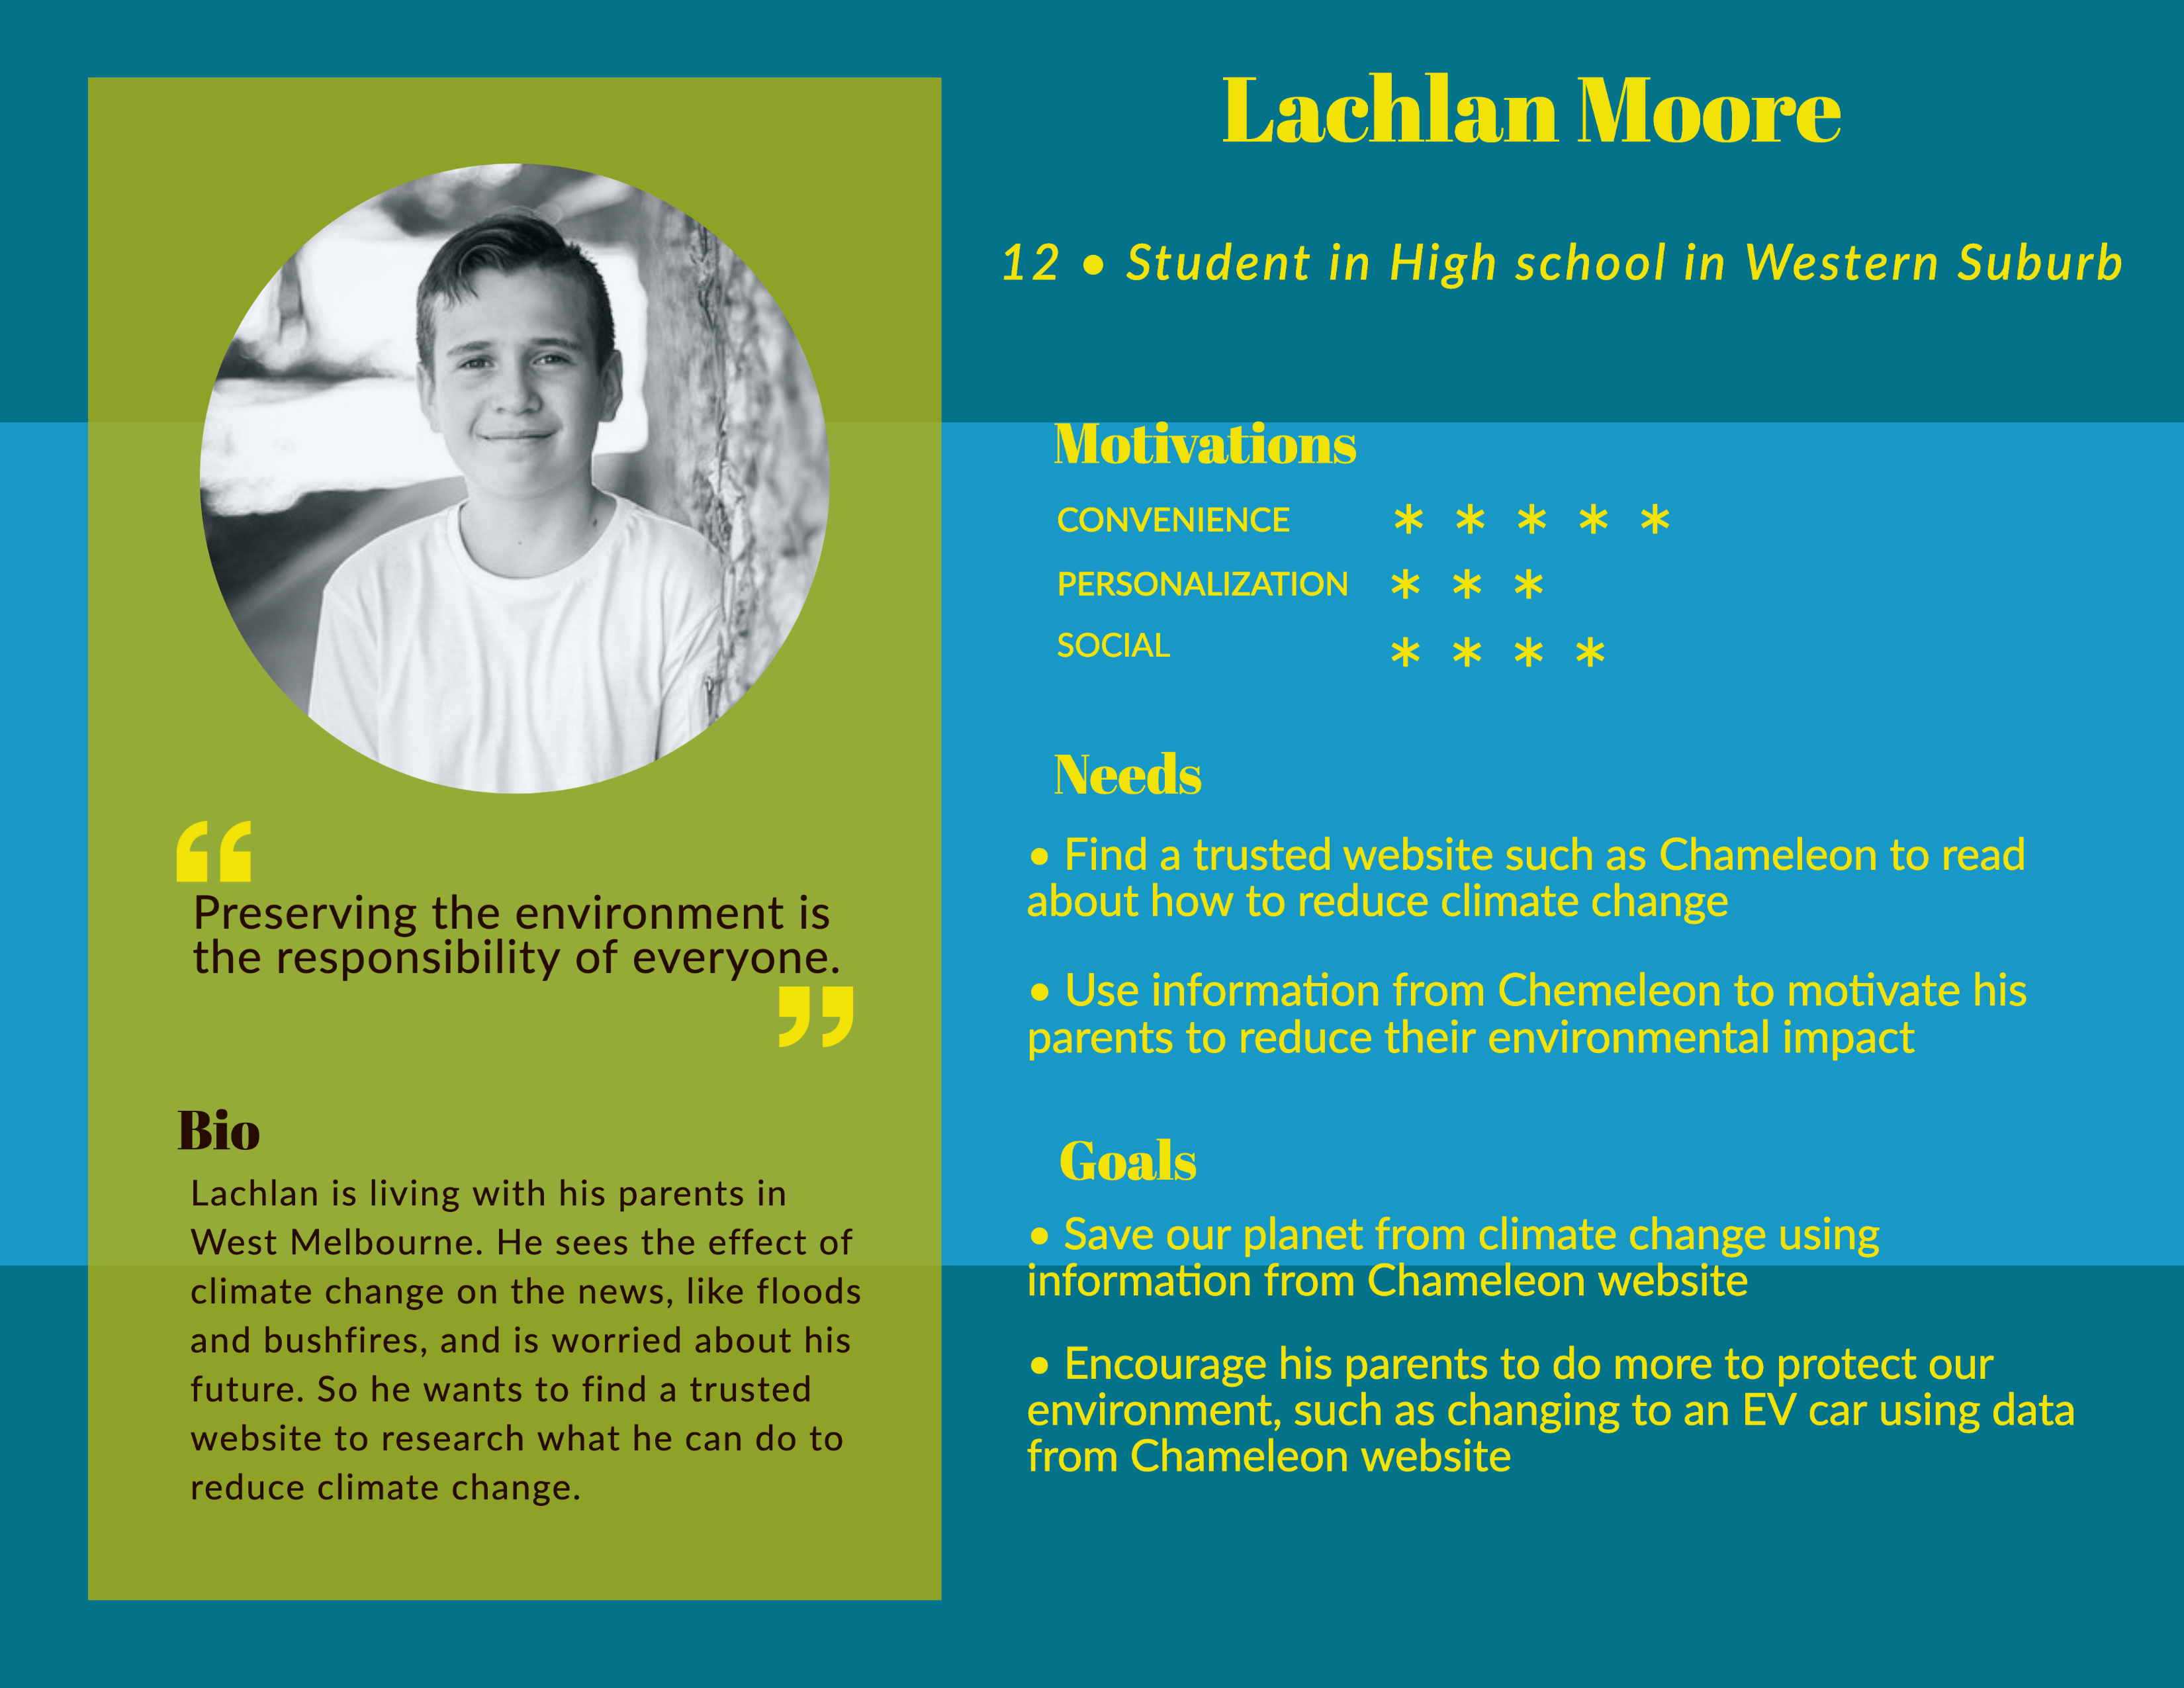 Lachlan Moore
12 • Student in High school in Western Suburb
“
Preserving the environment is
the responsibility of everyone.
”
Bio
Lachlan is living with his parents in
West Melbourne. He sees the effect of
climate change on the news, like floods
and bushfires, and is worried about his
future. So he wants to find a trusted
website to research what he can do to
reduce climate change.
Motivations
CONVENIENCE * * * * *
PERSONALIZATION * * *
SOCIAL * * * *
Needs
• Find a trusted website such as Chameleon to read
about how to reduce climate change
• Use information from Chemeleon to motivate his
parents to reduce their environmental impact
Goals
• Save our planet from climate change using
information from Chameleon website
• Encourage his parents to do more to protect our
environment, such as changing to an EV car using data
from Chameleon website